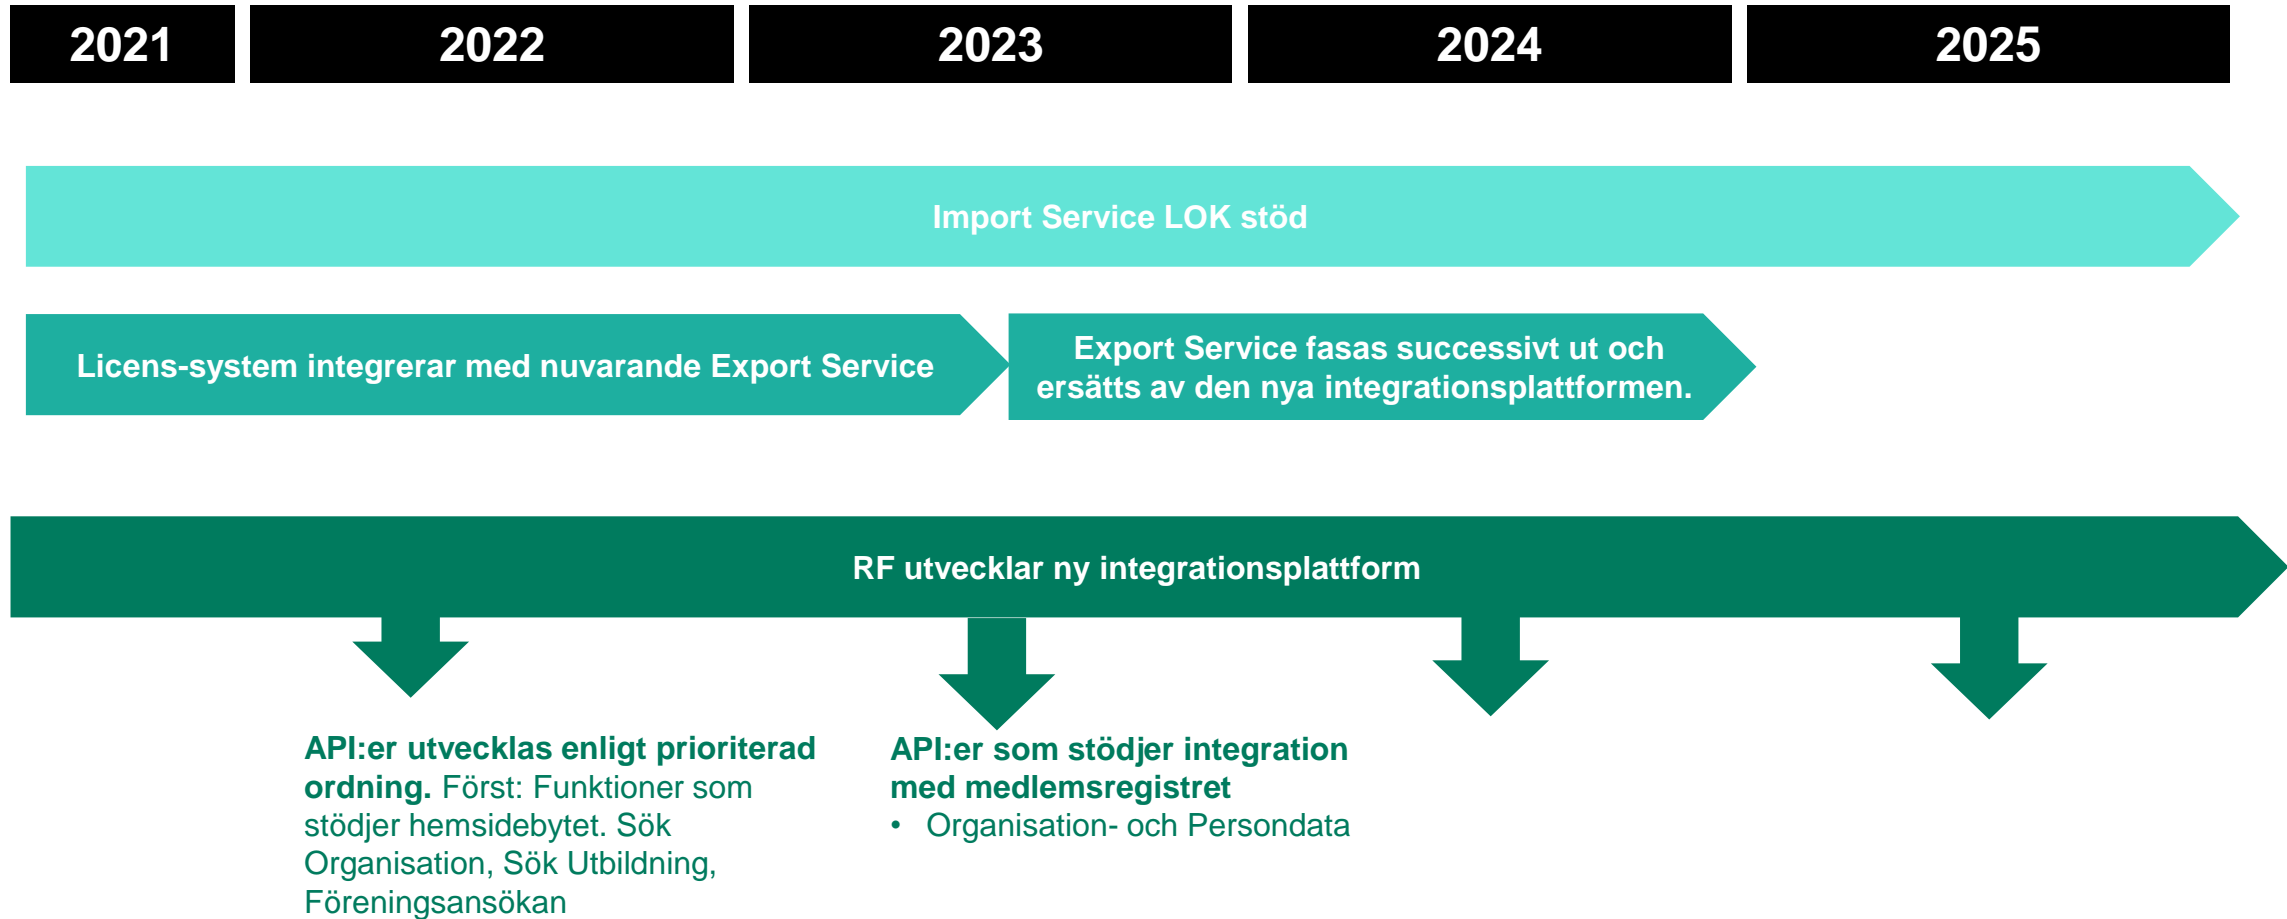 2021
2022
2023
2024
2025
Import Service LOK stöd
Licens-system integrerar med nuvarande Export Service
Export Service fasas successivt ut och
ersätts av den nya integrationsplattformen.
RF utvecklar ny integrationsplattform
API:er utvecklas enligt prioriterad
ordning. Först: Funktioner som
stödjer hemsidebytet. Sök
Organisation, Sök Utbildning,
Föreningsansökan
API:er som stödjer integration
med medlemsregistret
• Organisation- och Persondata